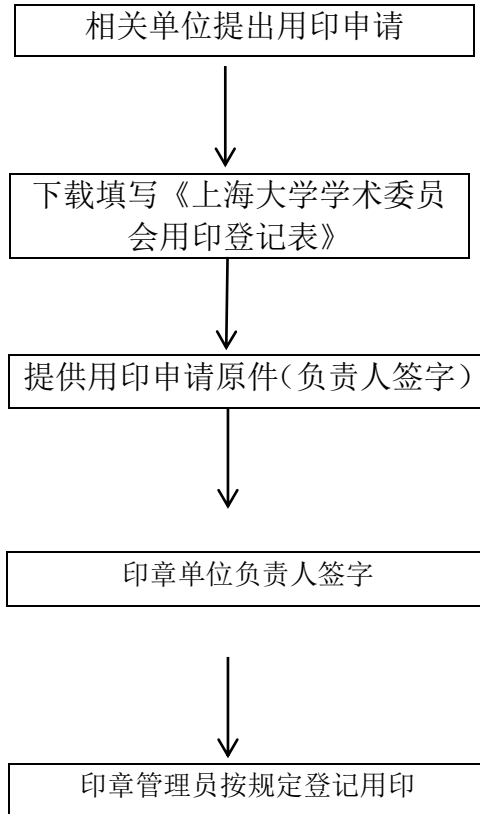 相关单位提出用印申请
下载填写《上海大学学术委员
会用印登记表》
提供用印申请原件（负责人签字）
印章单位负责人签字
印章管理员按规定登记用印